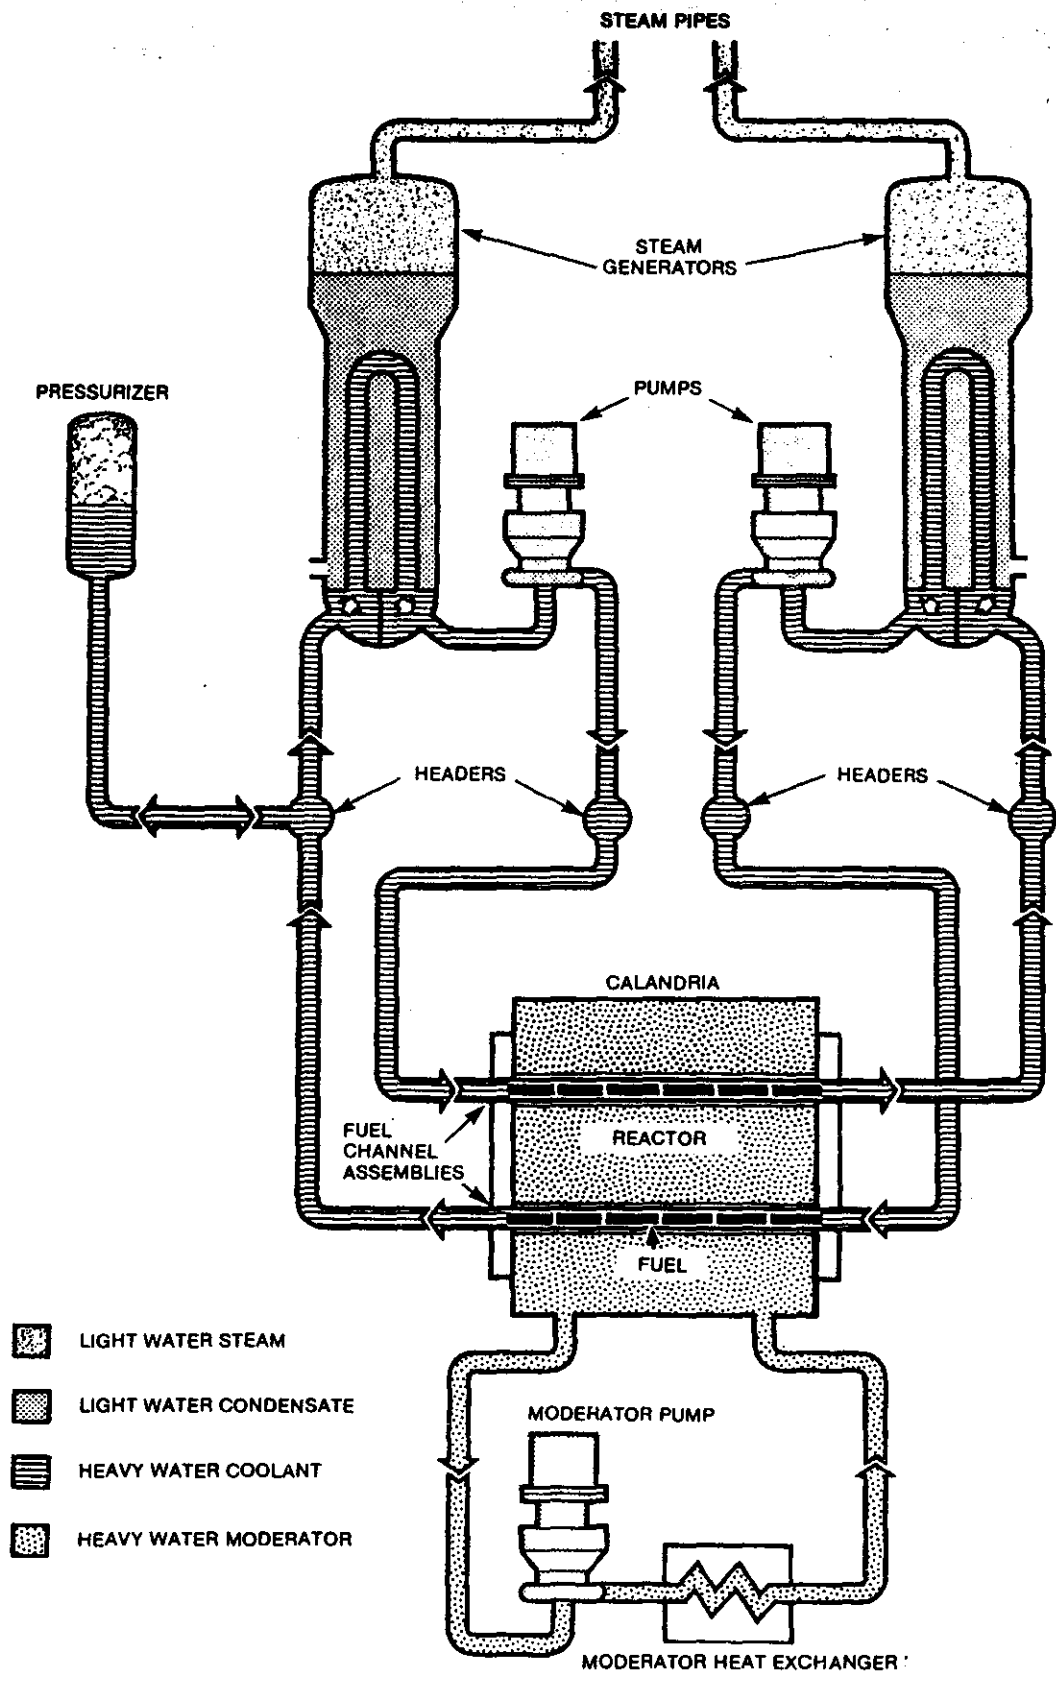 STEAM PIPES
STEAM
GENERATORS
PRESSURIZER
PUMPS
HEADERS
HEADERS
CALANDRIA
FUEL
CHANNEL
ASSEMBLIES
REACTOR
FUEL
LIGHT WATER STEAM
LIGHT WATER CONDENSATE
HEAVY WATER COOLANT
HEAVY WATER MODERATOR
MODERATOR PUMP
MODERATOR HEAT EXCHANGER